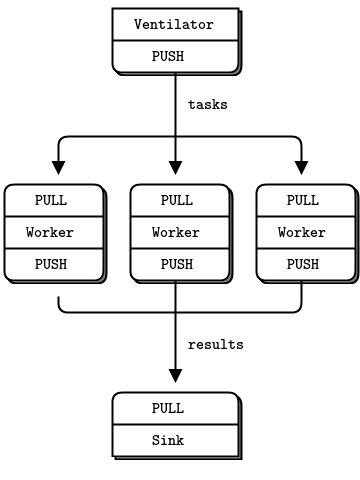 Ventilator
PUSH
tasks
PULL PULL PULL
Worker Worker Worker
PUSH PUSH PUSH
results
PULL
Sink